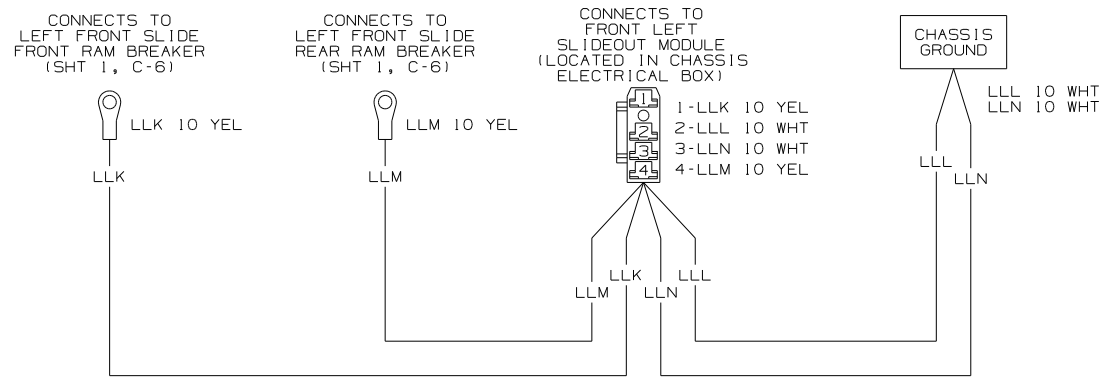 CONNECTS TO
LEFT FRONT SLIDE
FRONT RAM BREAKER
(SHT 1, C-6)
LLK 10 YEL
LLK
CONNECTS TO
LEFT FRONT SLIDE
REAR RAM BREAKER
(SHT 1, C-6)
LLM 10 YEL
LLM
CONNECTS TO
FRONT LEFT
SLIDEOUT MODULE
(LOCATED IN CHASSIS
ELECTRICAL BOX)
1
2
3
4
1-LLK 10 YEL
2-LLL 10 WHT
3-LLN 10 WHT
4-LLM 10 YEL
LLM
LLK
LLN
LLL
CHASSIS
GROUND
LLL 10 WHT
LLN 10 WHT
LLL
LLN